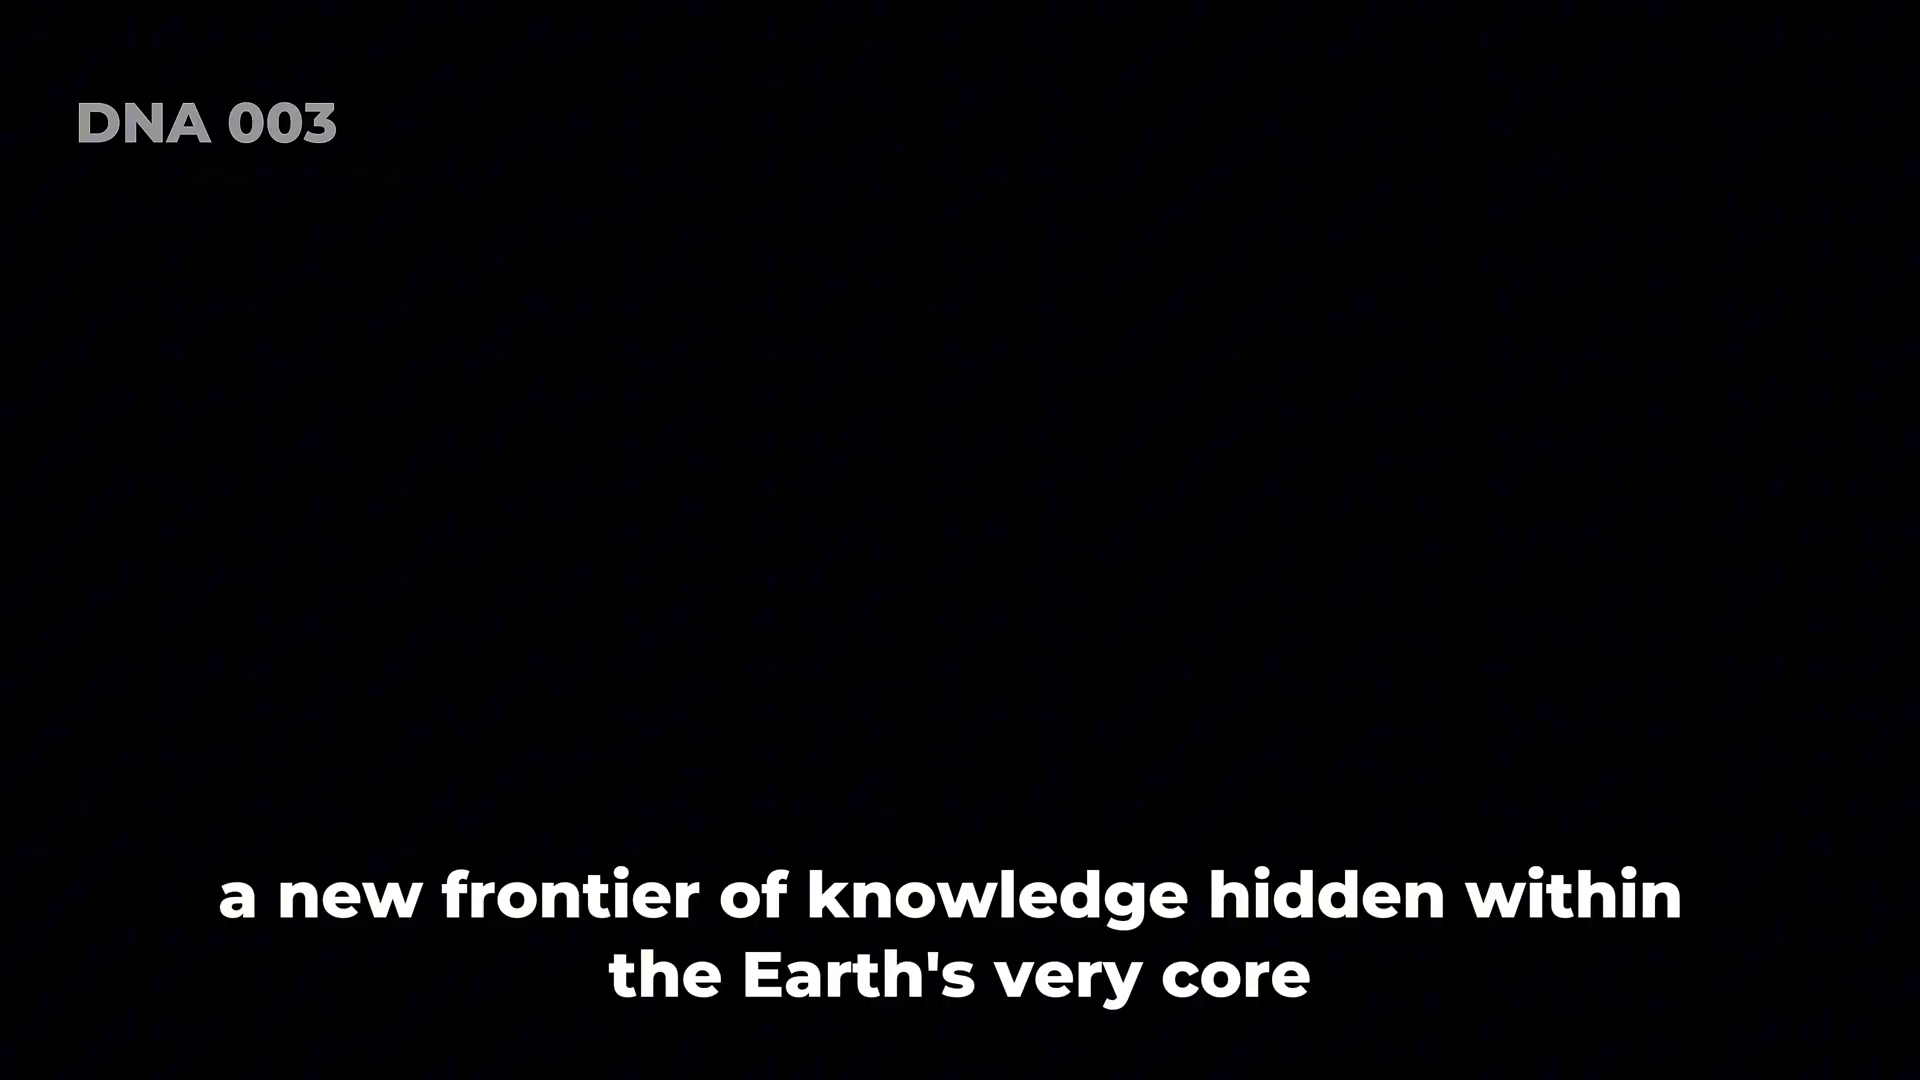 DNA 003
a new frontier of knowledge hidden within
the Earth's very core